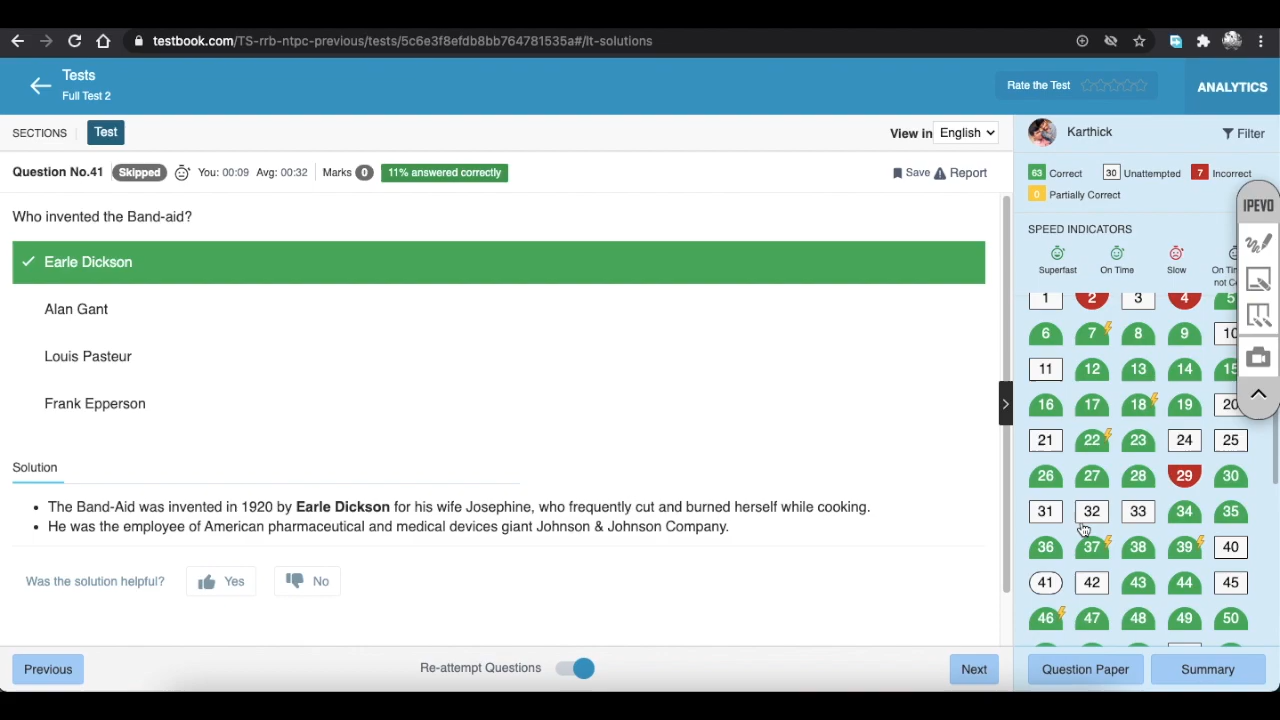 testbook.com/TS-rrb-ntpc-previous/tests/5c6e3f8efdb8bb764781535a#/lt-solutions
Tests
Full Test 2
Rate the Test
ANALYTICS
SECTIONS
Test
View in English
Karthick
Filter
Question No.41 Skipped You: 00:09 Avg: 00:32 Marks 0 11% answered correctly
Save Report
63 Correct 30 Unattempted 7 Incorrect
0 Partially Correct
IPEVO
Who invented the Band-aid?
SPEED INDICATORS
Earle Dickson
Superfast On Time Slow
Alan Gant
Louis Pasteur
Frank Epperson
1 2 3 4 5
6 7 8 9 10
11 12 13 14 15
16 17 18 19 20
21 22 23 24 25
26 27 28 29 30
31 32 33 34 35
36 37 38 39 40
41 42 43 44 45
46 47 48 49 50
Solution
The Band-Aid was invented in 1920 by Earle Dickson for his wife Josephine, who frequently cut and burned herself while cooking.
He was the employee of American pharmaceutical and medical devices giant Johnson & Johnson Company.
Was the solution helpful? Yes No
Previous
Re-attempt Questions
Next
Question Paper
Summary